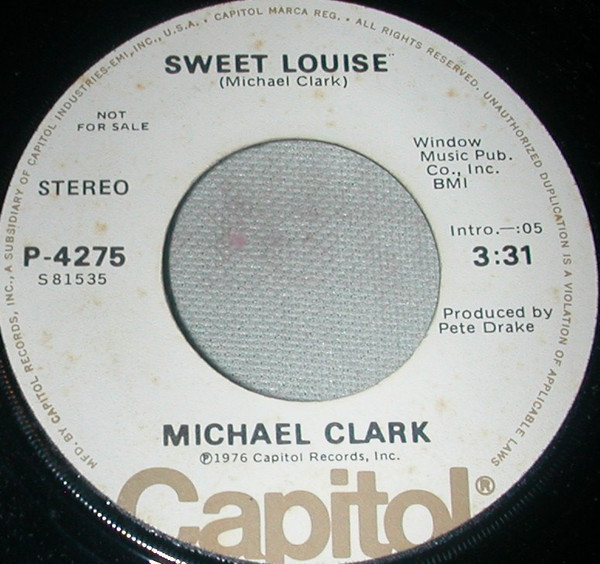 MFD. BY CAPITOL RECORDS, INC., A SUBSIDIARY OF CAPITOL INDUSTRIES-EMI, INC., U.S.A. • CAPITOL MARCA REG. • ALL RIGHTS RESERVED. UNAUTHORIZED DUPLICATION IS A VIOLATION OF APPLICABLE LAWS
SWEET LOUISE
(Michael Clark)
NOT
FOR SALE
STEREO
P-4275
S81535
Window
Music Pub.
Co., Inc.
BMI
Intro.—:05
3:31
Produced by
Pete Drake
MICHAEL CLARK
℗1976 Capitol Records, Inc.
Capitol®